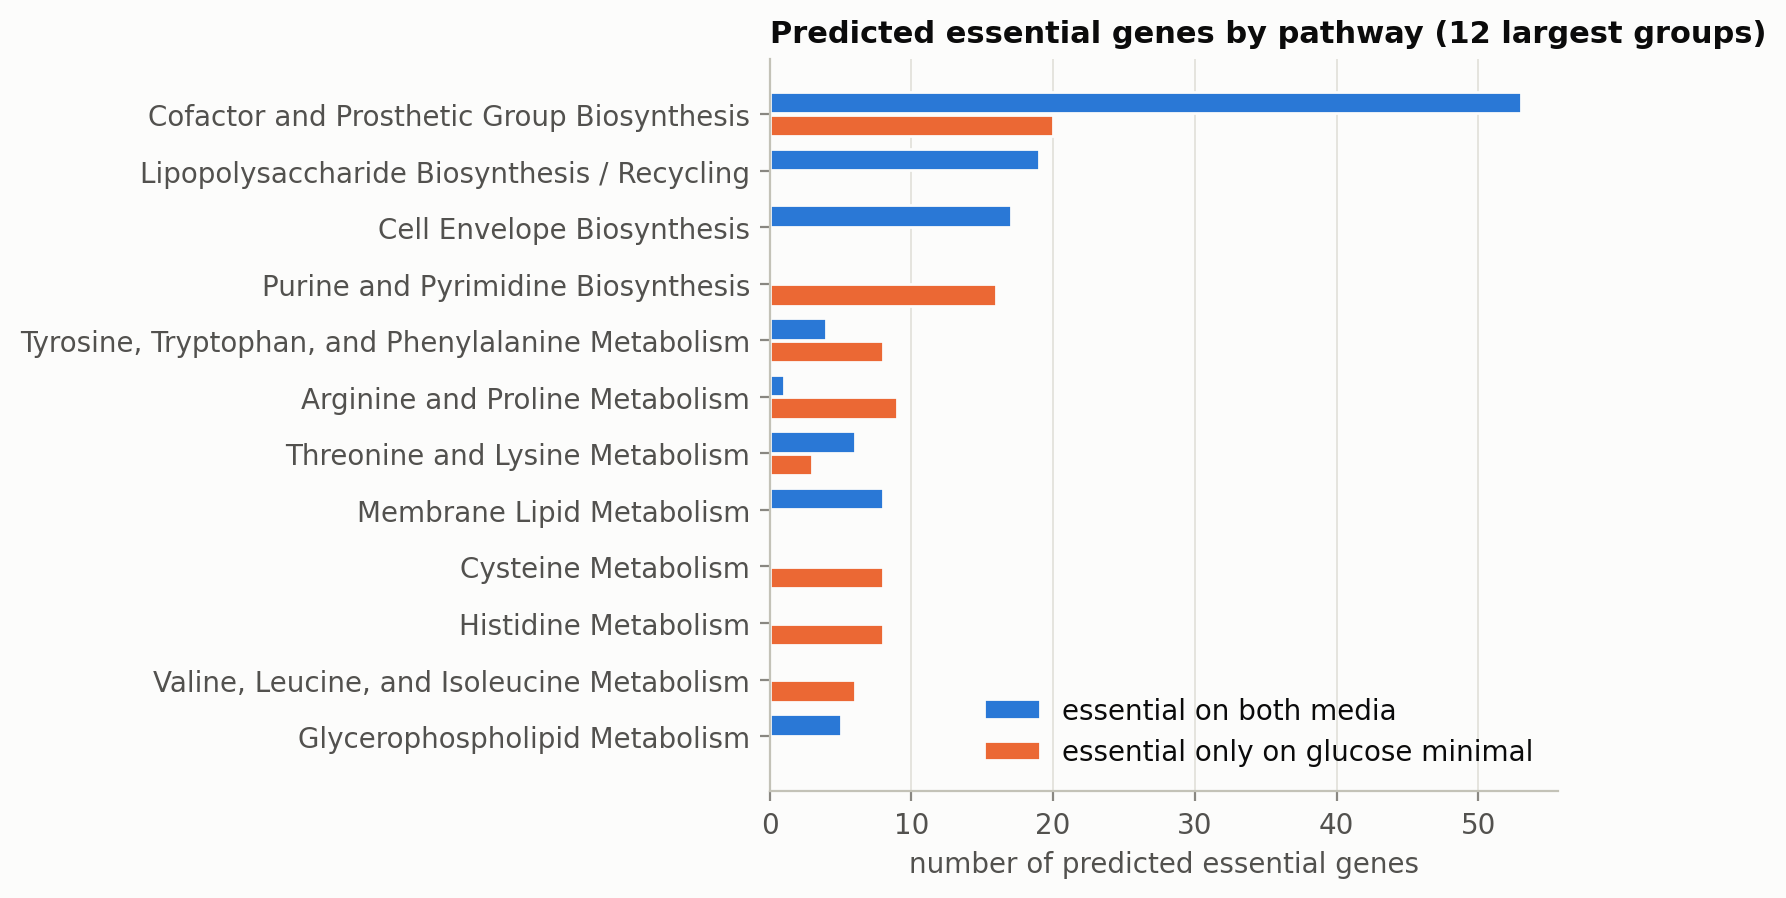 Predicted essential genes by pathway (12 largest groups)
Cofactor and Prosthetic Group Biosynthesis
Lipopolysaccharide Biosynthesis / Recycling
Cell Envelope Biosynthesis
Purine and Pyrimidine Biosynthesis
Tyrosine, Tryptophan, and Phenylalanine Metabolism
Arginine and Proline Metabolism
Threonine and Lysine Metabolism
Membrane Lipid Metabolism
Cysteine Metabolism
Histidine Metabolism
Valine, Leucine, and Isoleucine Metabolism
Glycerophospholipid Metabolism
essential on both media
essential only on glucose minimal
0 10 20 30 40 50
number of predicted essential genes